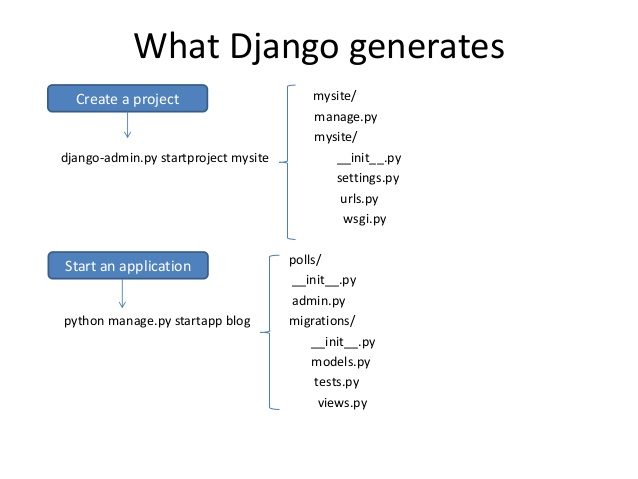 What Django generates
Create a project
django-admin.py startproject mysite
mysite/
manage.py
mysite/
__init__.py
settings.py
urls.py
wsgi.py
Start an application
python manage.py startapp blog
polls/
__init__.py
admin.py
migrations/
__init__.py
models.py
tests.py
views.py